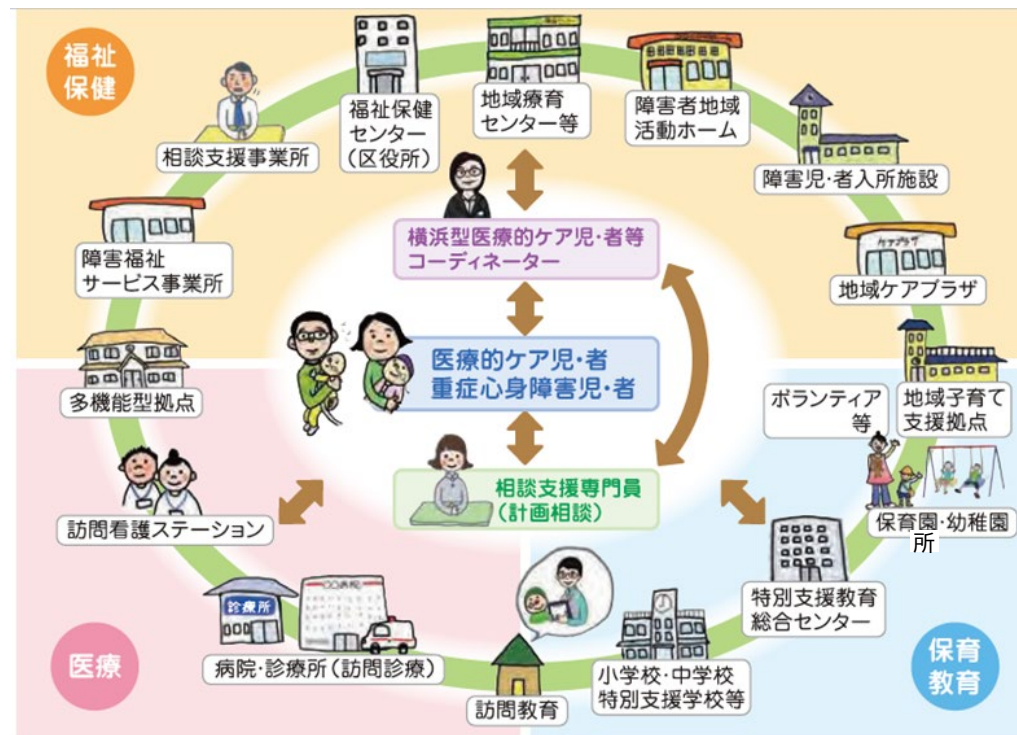 福祉
保健
相談支援事業所
福祉保健
センター
(区役所)
地域療育
センター等
障害者地域
活動ホーム
障害児・者入所施設
障害福祉
サービス事業所
横浜型医療的ケア児・者等
コーディネーター
ケアプラザ
地域ケアプラザ
医療的ケア児・者
重症心身障害児・者
多機能型拠点
ボランティア
等
地域子育て
支援拠点
相談支援専門員
(計画相談)
訪問看護ステーション
保育園・幼稚園
所
特別支援教育
総合センター
診療所
〇〇病院
病院・診療所(訪問診療)
訪問教育
小学校・中学校
特別支援学校等
医療
保育
教育